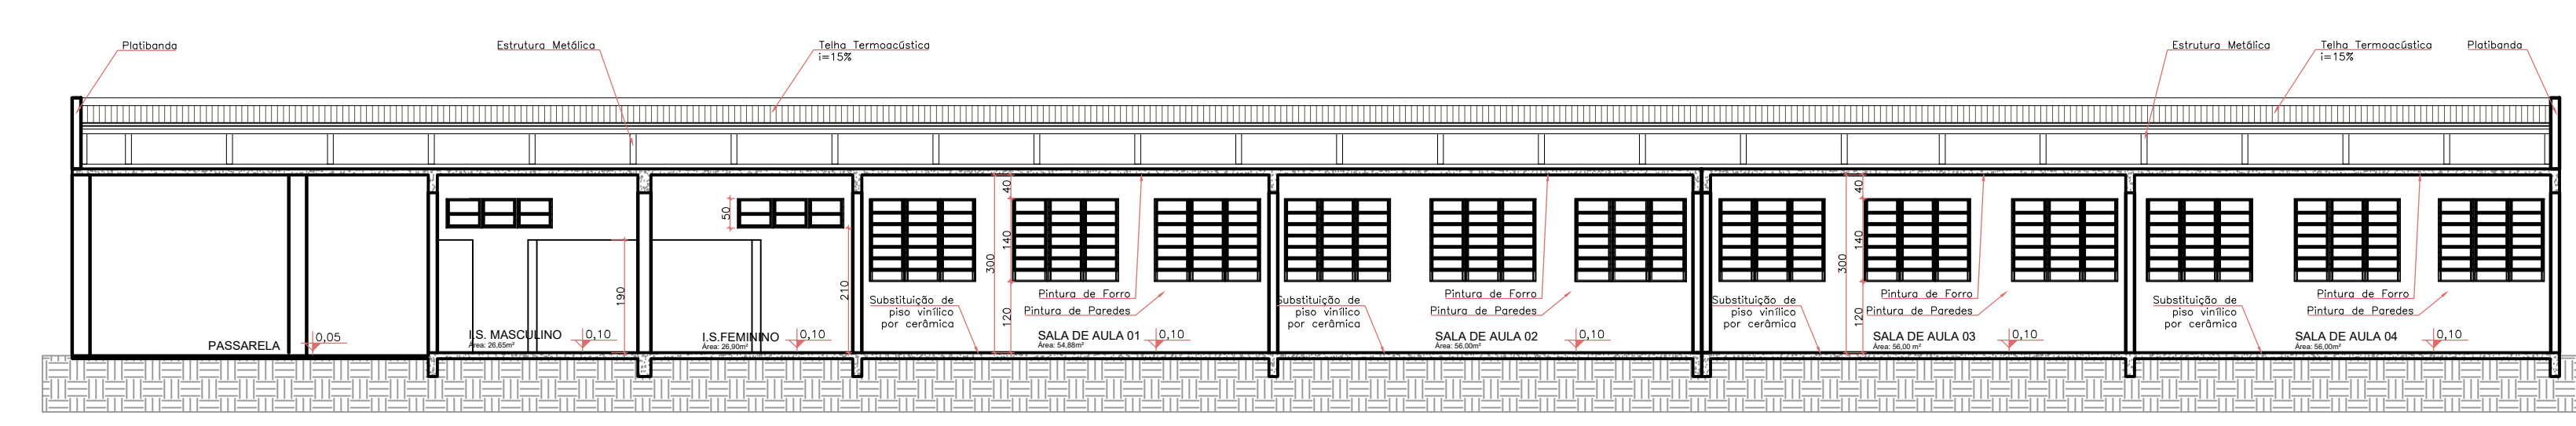 Platibanda
Estrutura Metálica
Telha Termoacústica
i=15%
Estrutura Metálica
Telha Termoacústica
i=15%
Platibanda
PASSARELA
0,05
I.S. MASCULINO
Área: 26,65m²
0,10
190
50
I.S.FEMININO
Área: 26,90m²
0,10
210
Substituição de
piso vinílico
por cerâmica
300
40
140
120
Pintura de Forro
Pintura de Paredes
SALA DE AULA 01
Área: 54,88m²
0,10
Substituição de
piso vinílico
por cerâmica
Pintura de Forro
Pintura de Paredes
SALA DE AULA 02
Área: 56,00m²
0,10
Substituição de
piso vinílico
por cerâmica
300
40
140
120
Pintura de Forro
Pintura de Paredes
SALA DE AULA 03
Área: 56,00 m²
0,10
Substituição de
piso vinílico
por cerâmica
Pintura de Forro
Pintura de Paredes
SALA DE AULA 04
Área: 56,00m²
0,10